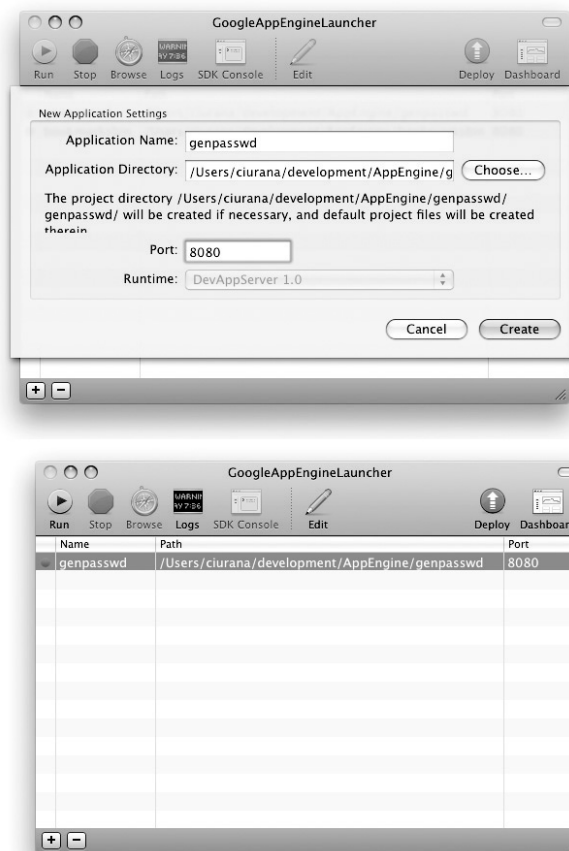 GoogleAppEngineLauncher
Run Stop Browse Logs SDK Console Edit Deploy Dashboard
New Application Settings
Application Name: genpasswd
Application Directory: /Users/ciurana/development/AppEngine/g Choose...
The project directory /Users/ciurana/development/AppEngine/genpasswd/
genpasswd/ will be created if necessary, and default project files will be created
therein
Port: 8080
Runtime: DevAppServer 1.0
Cancel Create
GoogleAppEngineLauncher
Run Stop Browse Logs SDK Console Edit Deploy Dashboar
Name Path Port
genpasswd /Users/ciurana/development/AppEngine/genpasswd 8080